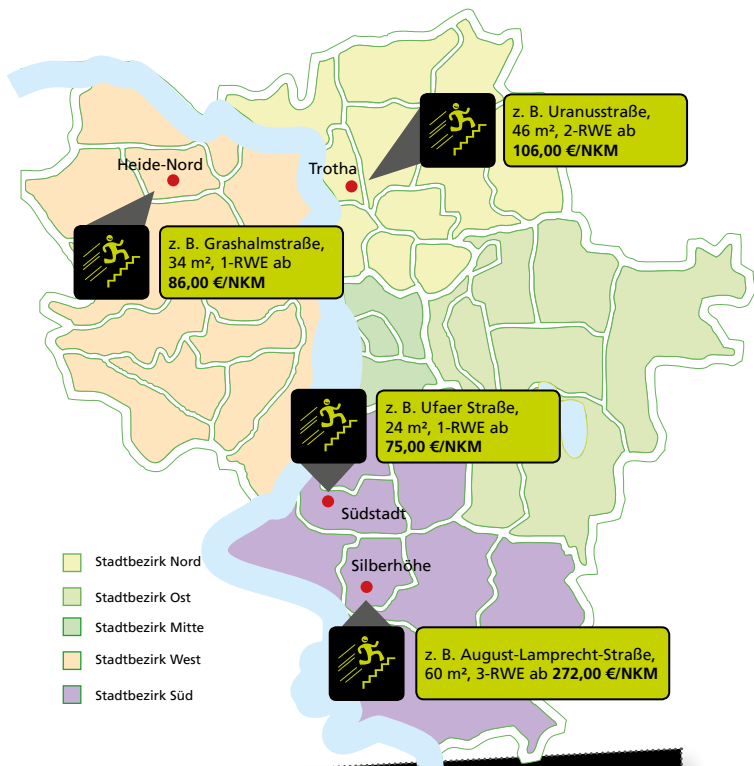 z. B. Uranusstraße,
46 m², 2-RWE ab
106,00 €/NKM
Heide-Nord
Trotha
z. B. Grashalmstraße,
34 m², 1-RWE ab
86,00 €/NKM
z. B. Ufaer Straße,
24 m², 1-RWE ab
75,00 €/NKM
Südstadt
Silberhöhe
z. B. August-Lamprecht-Straße,
60 m², 3-RWE ab 272,00 €/NKM
Stadtbezirk Nord
Stadtbezirk Ost
Stadtbezirk Mitte
Stadtbezirk West
Stadtbezirk Süd